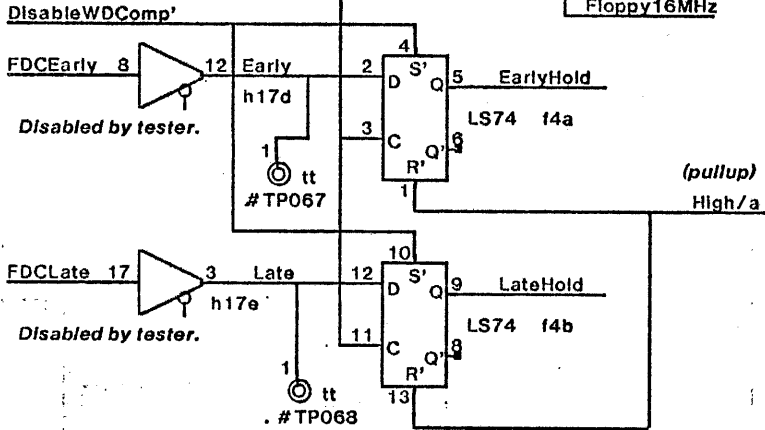 DisableWDComp'
Floppy16MHz
4
FDCEarly 8
12 Early
2
D
S'
Q
5
EarlyHold
h17d
LS74 f4a
Disabled by tester.
3
C
Q'
6
R'
1
1
tt
#TP067
(pullup)
High/a
10
FDCLate 17
3
Late
12
D
S'
Q
9
LateHold
h17e
LS74 f4b
Disabled by tester.
11
C
Q'
8
R'
13
1
tt
#TP068